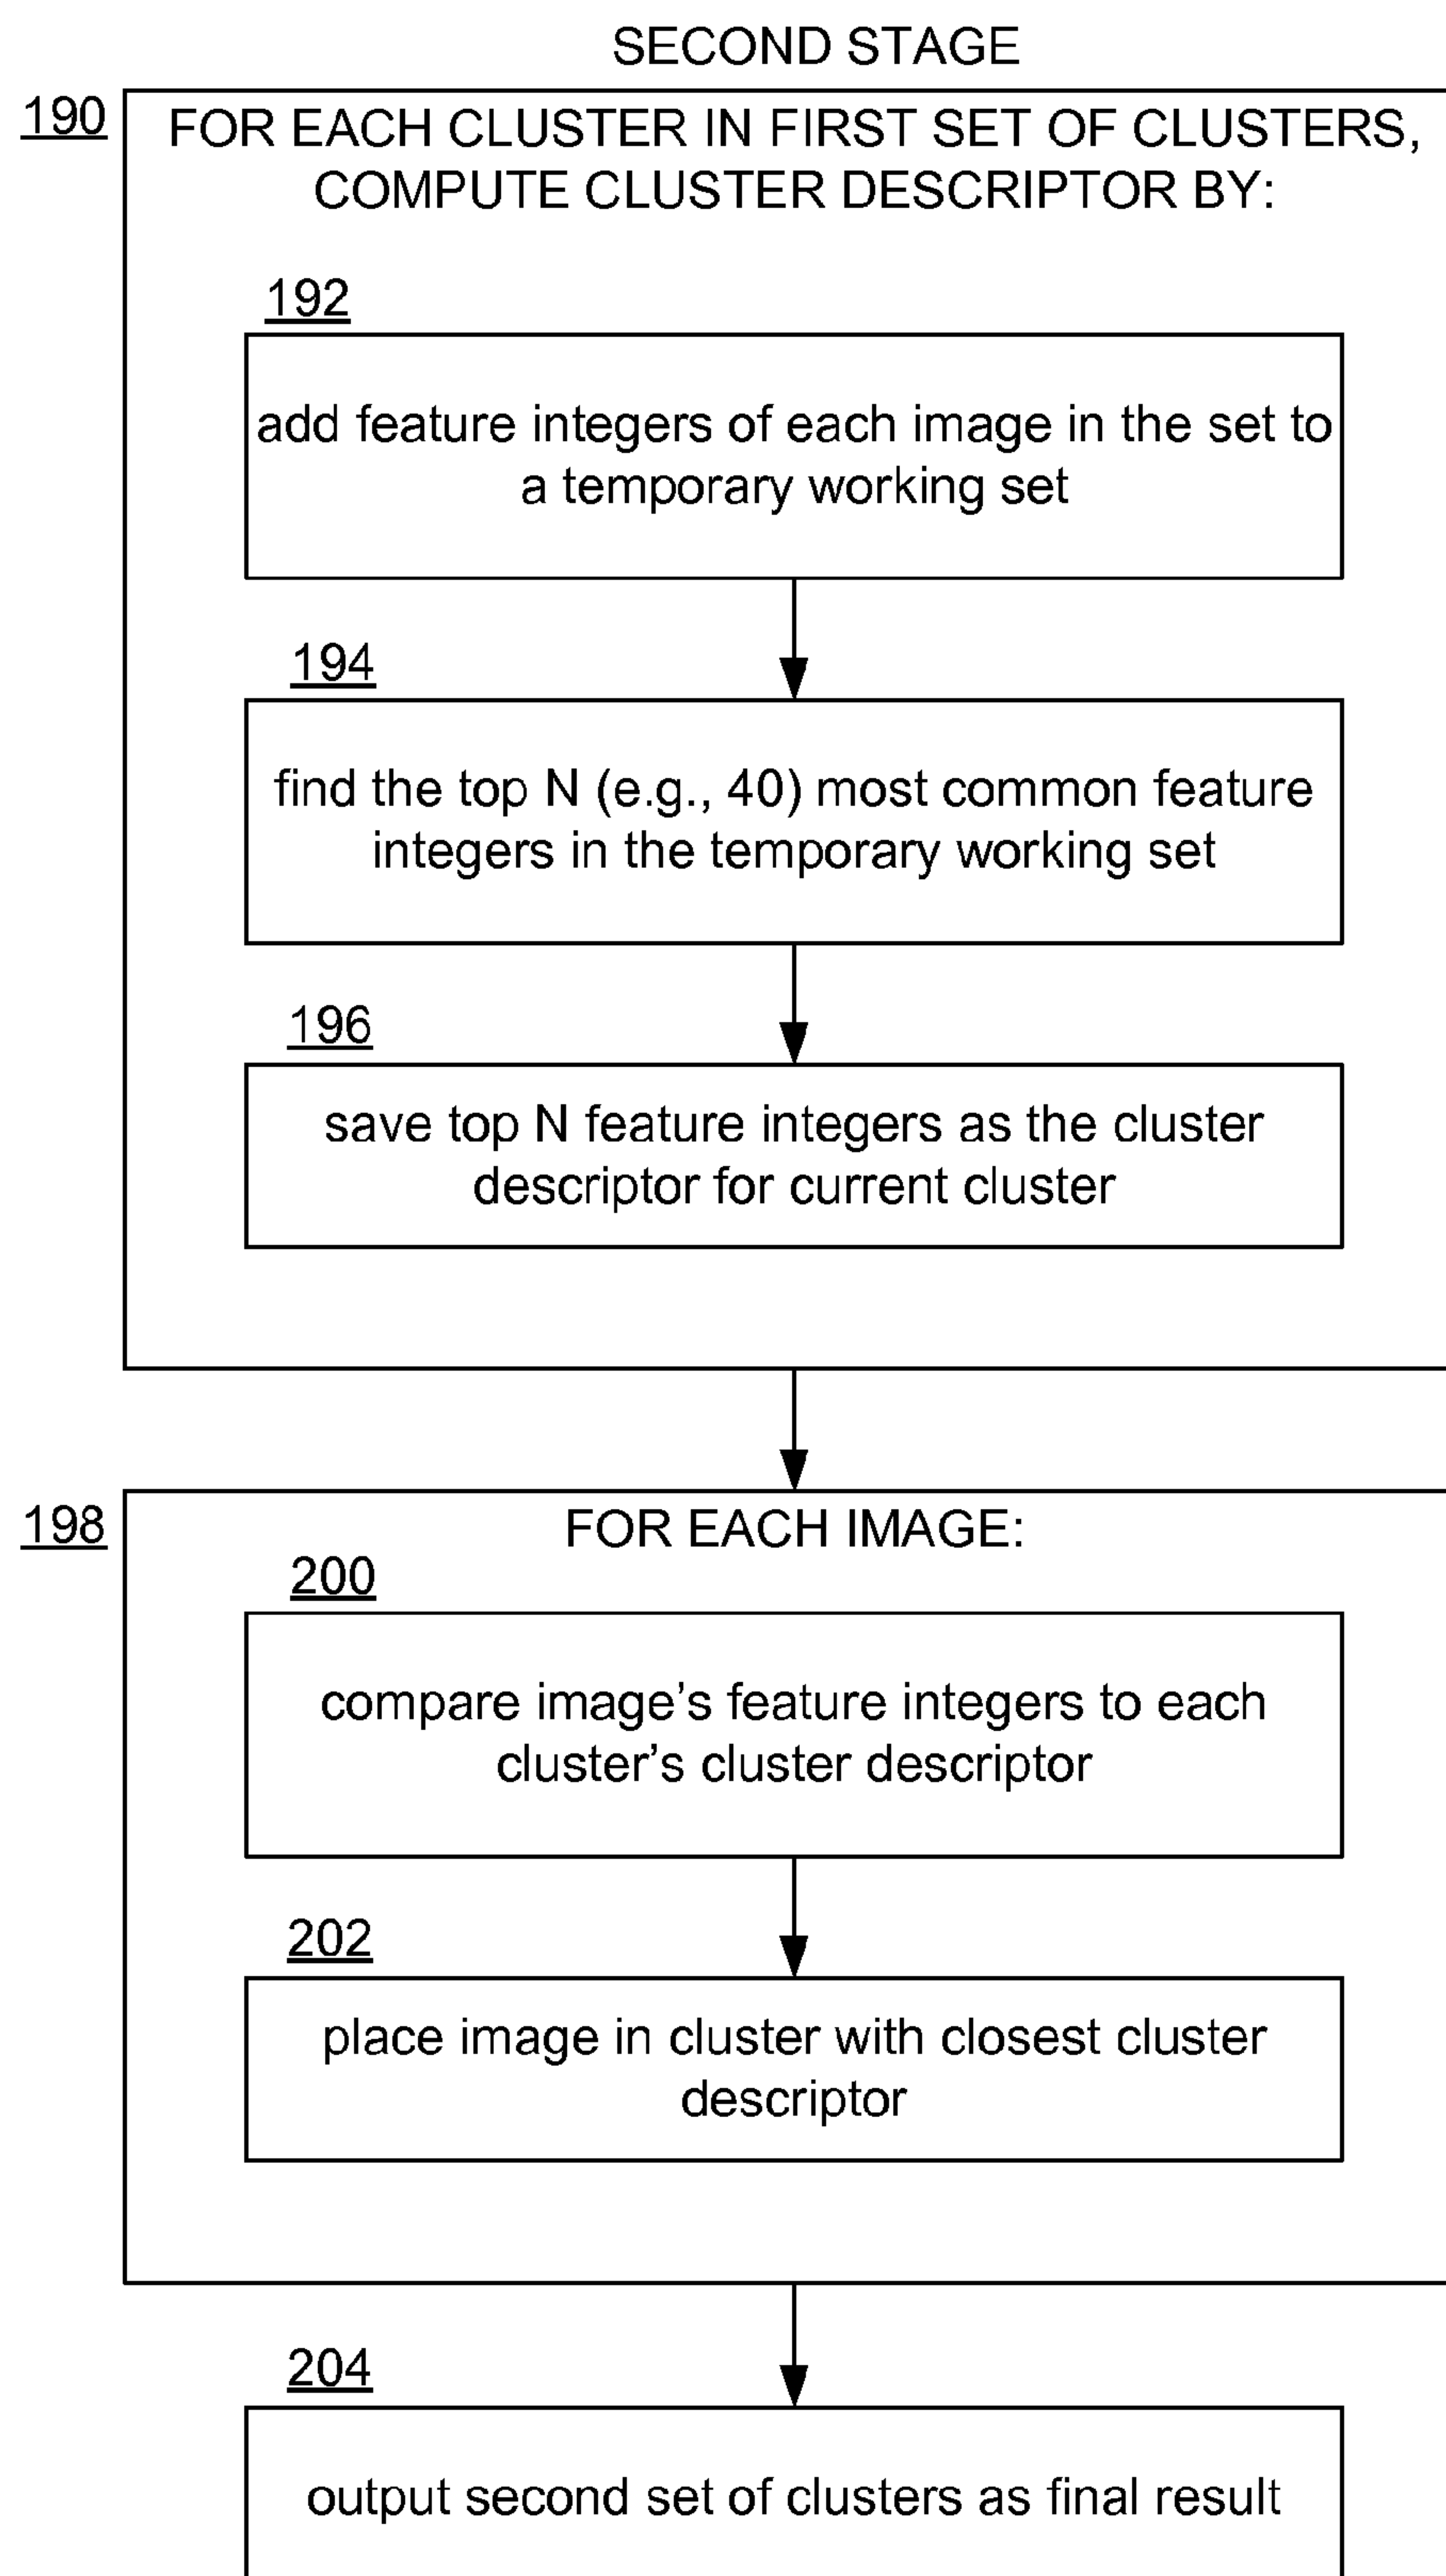 SECOND STAGE
190
FOR EACH CLUSTER IN FIRST SET OF CLUSTERS,
COMPUTE CLUSTER DESCRIPTOR BY:
192
add feature integers of each image in the set to
a temporary working set
194
find the top N (e.g., 40) most common feature
integers in the temporary working set
196
save top N feature integers as the cluster
descriptor for current cluster
198
FOR EACH IMAGE:
200
compare image’s feature integers to each
cluster’s cluster descriptor
202
place image in cluster with closest cluster
descriptor
204
output second set of clusters as final result